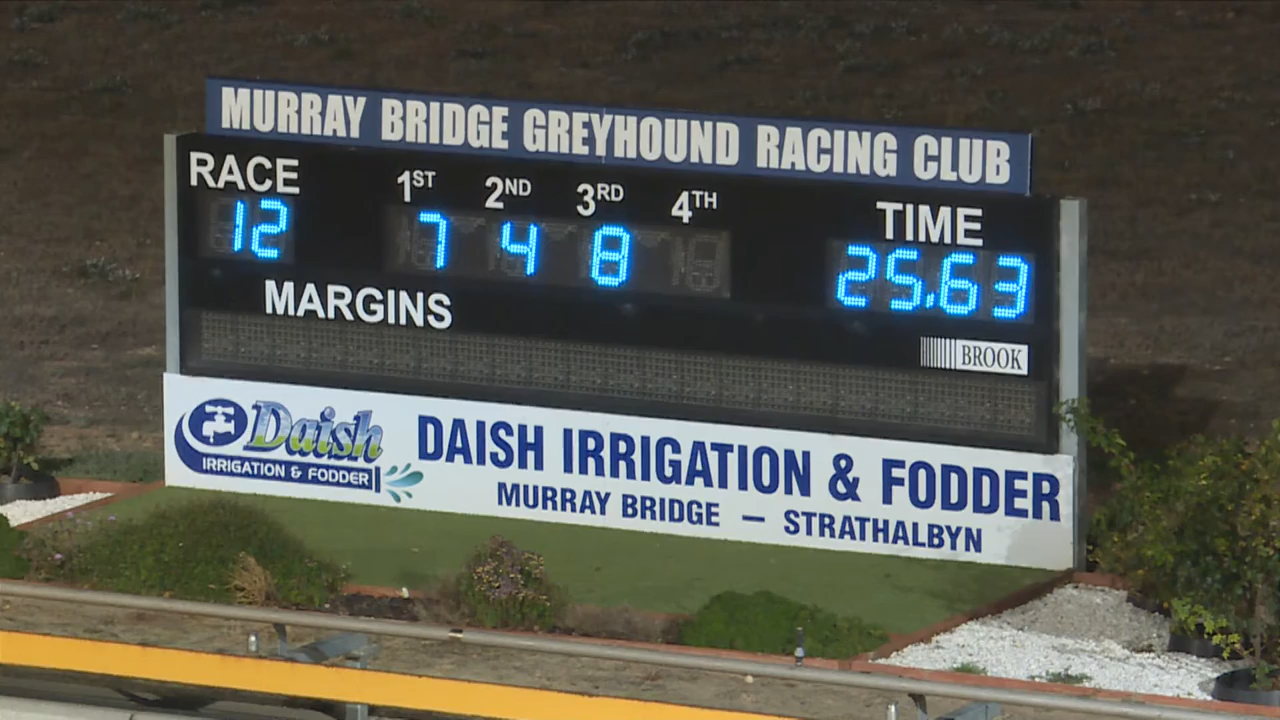 MURRAY BRIDGE GREYHOUND RACING CLUB
RACE 1ST 2ND 3RD 4TH TIME
12 7 4 8 25.63
MARGINS
BROOK
Daish
IRRIGATION & FODDER
DAISH IRRIGATION & FODDER
MURRAY BRIDGE – STRATHALBYN